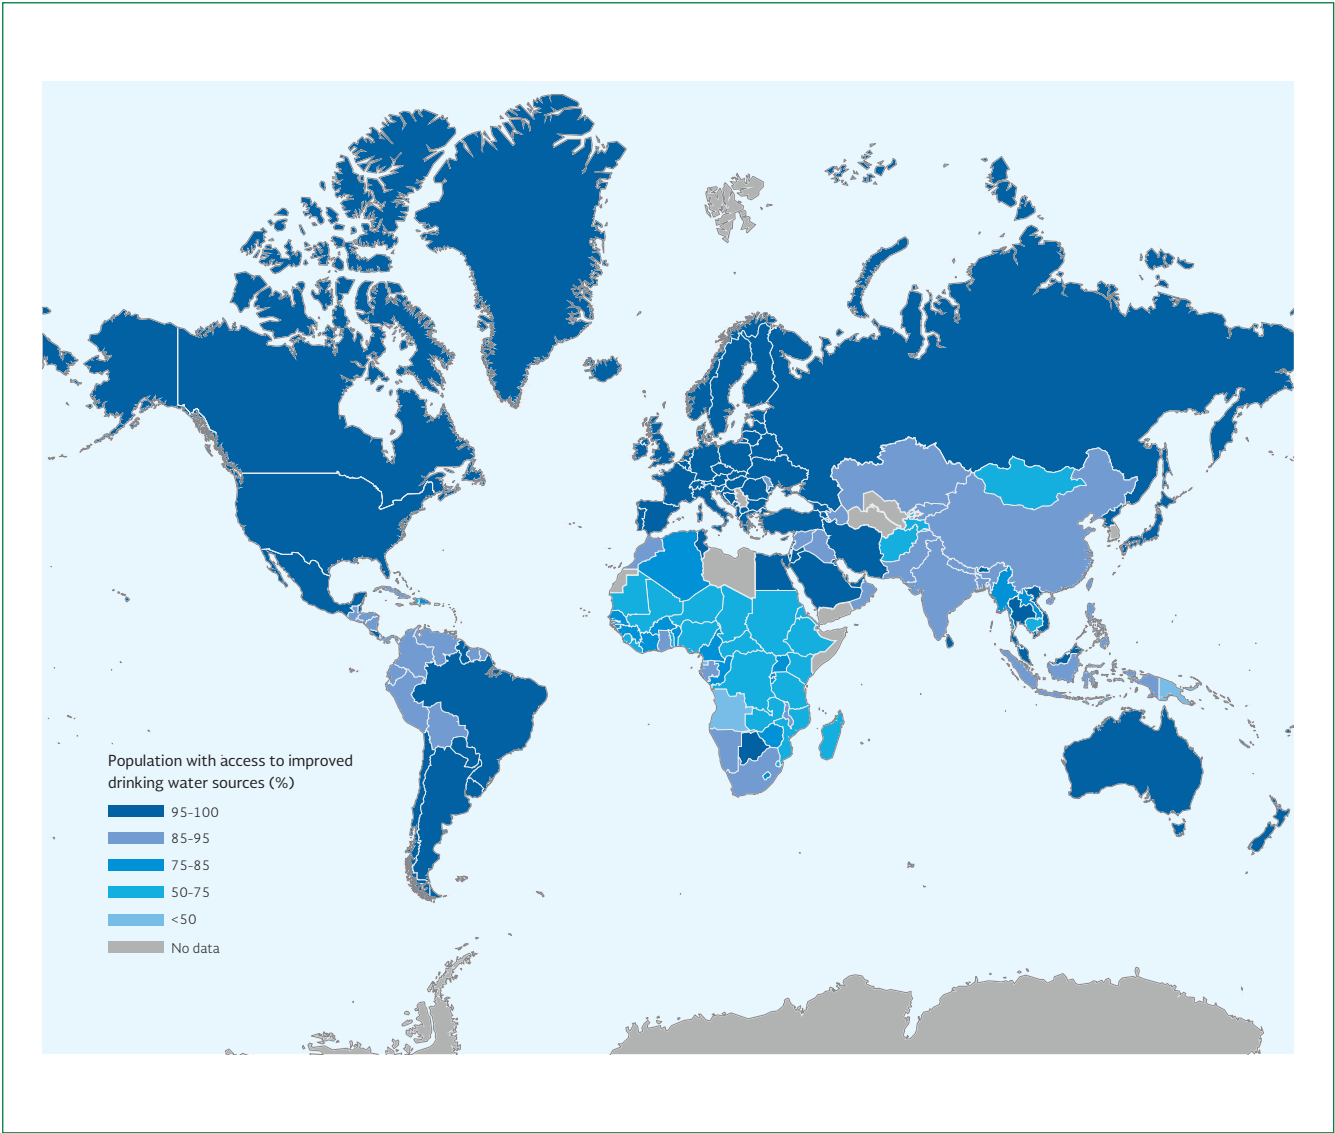 Population with access to improved
drinking water sources (%)
95-100
85-95
75-85
50-75
<50
No data